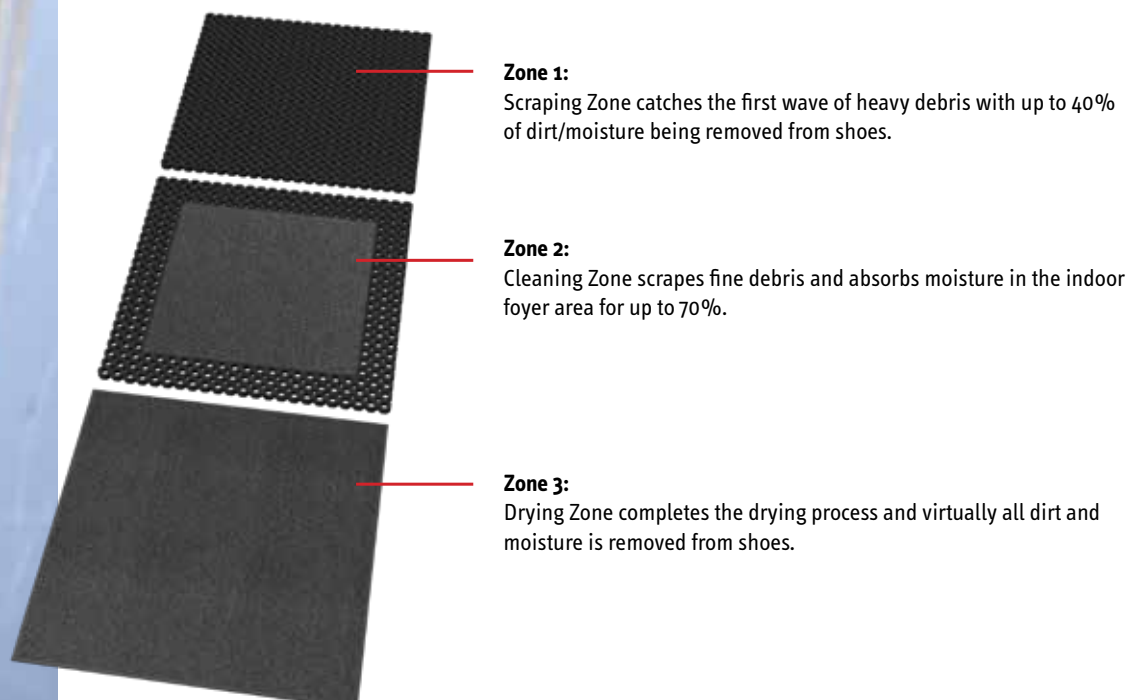 Zone 1:
Scraping Zone catches the first wave of heavy debris with up to 40%
of dirt/moisture being removed from shoes.
Zone 2:
Cleaning Zone scrapes fine debris and absorbs moisture in the indoor
foyer area for up to 70%.
Zone 3:
Drying Zone completes the drying process and virtually all dirt and
moisture is removed from shoes.